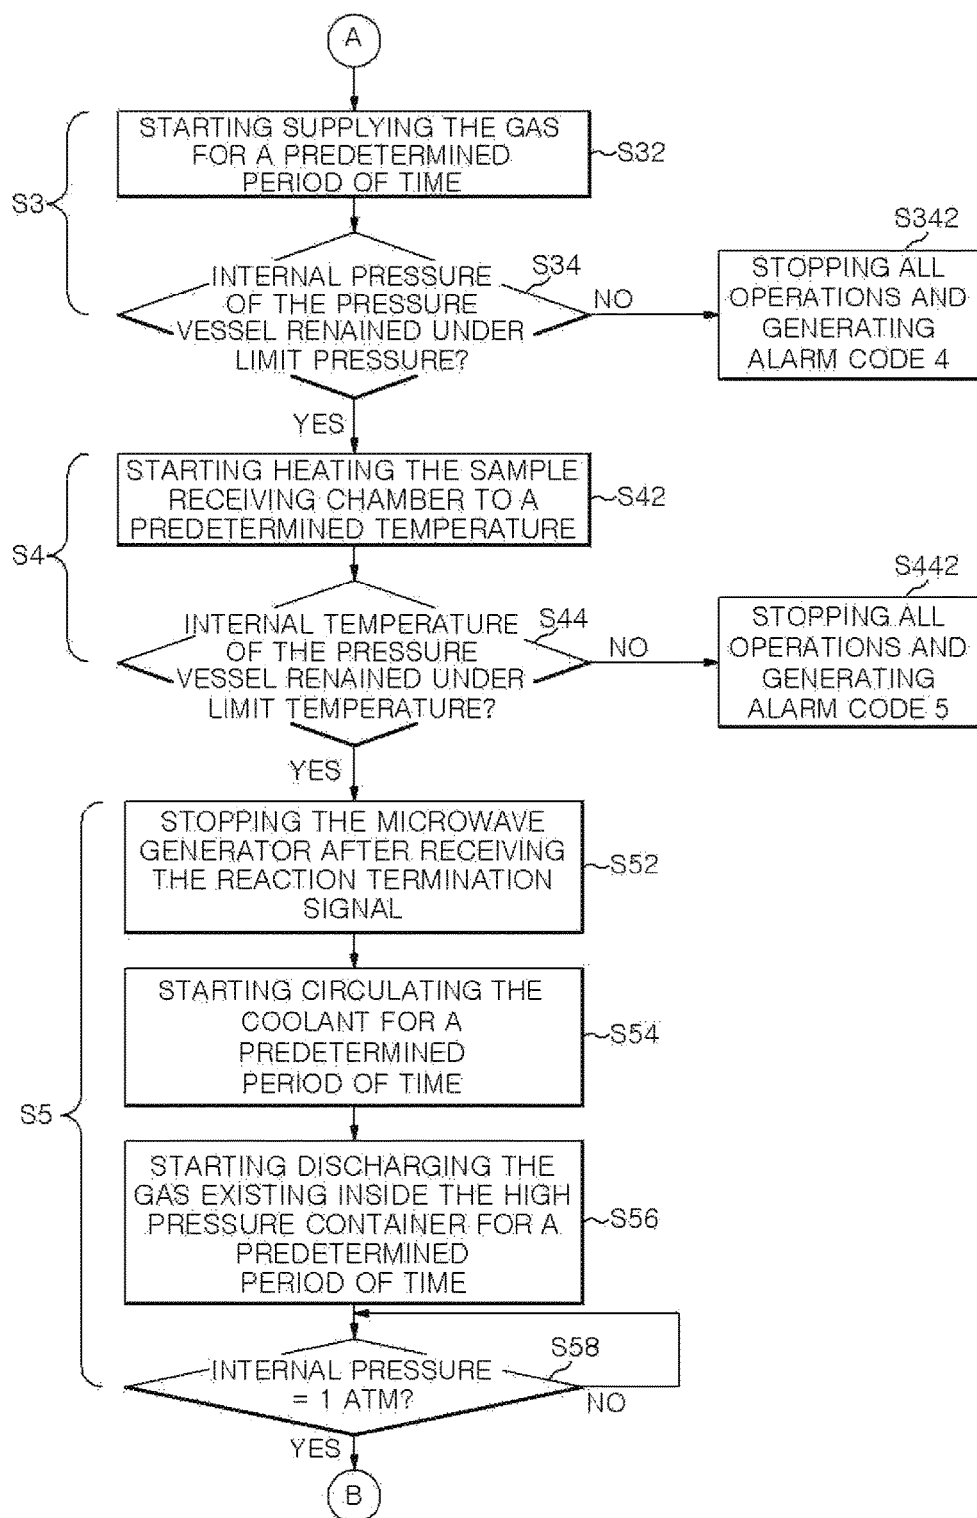 A
STARTING SUPPLYING THE GAS
FOR A PREDETERMINED
PERIOD OF TIME
S32
S3
INTERNAL PRESSURE
OF THE PRESSURE
VESSEL RENAINED UNDER
LIMIT PRESSURE?
S34
NO
S342
STOPPING ALL
OPERATIONS AND
GENERATING
ALARM CODE 4
YES
STARTING HEATING THE SAMPLE
RECEIVING CHAMBER TO A
PREDETERMINED TEMPERATURE
S42
S4
INTERNAL TEMPERATURE
OF THE PRESSURE
VESSEL RENAINED UNDER
LIMIT TEMPERATURE?
S44
NO
S442
STOPPING ALL
OPERATIONS AND
GENERATING
ALARM CODE 5
YES
STOPPING THE MICROWAVE
GENERATOR AFTER RECEIVING
THE REACTION TERMINATION
SIGNAL
S52
STARTING CIRCULATING THE
COOLANT FOR A
PREDETERMINED
PERIOD OF TIME
S54
S5
STARTING DISCHARGING THE
GAS EXISTING INSIDE THE HIGH
PRESSURE CONTAINER FOR A
PREDETERMINED
PERIOD OF TIME
S56
INTERNAL PRESSURE
= 1 ATM?
S58
NO
YES
B